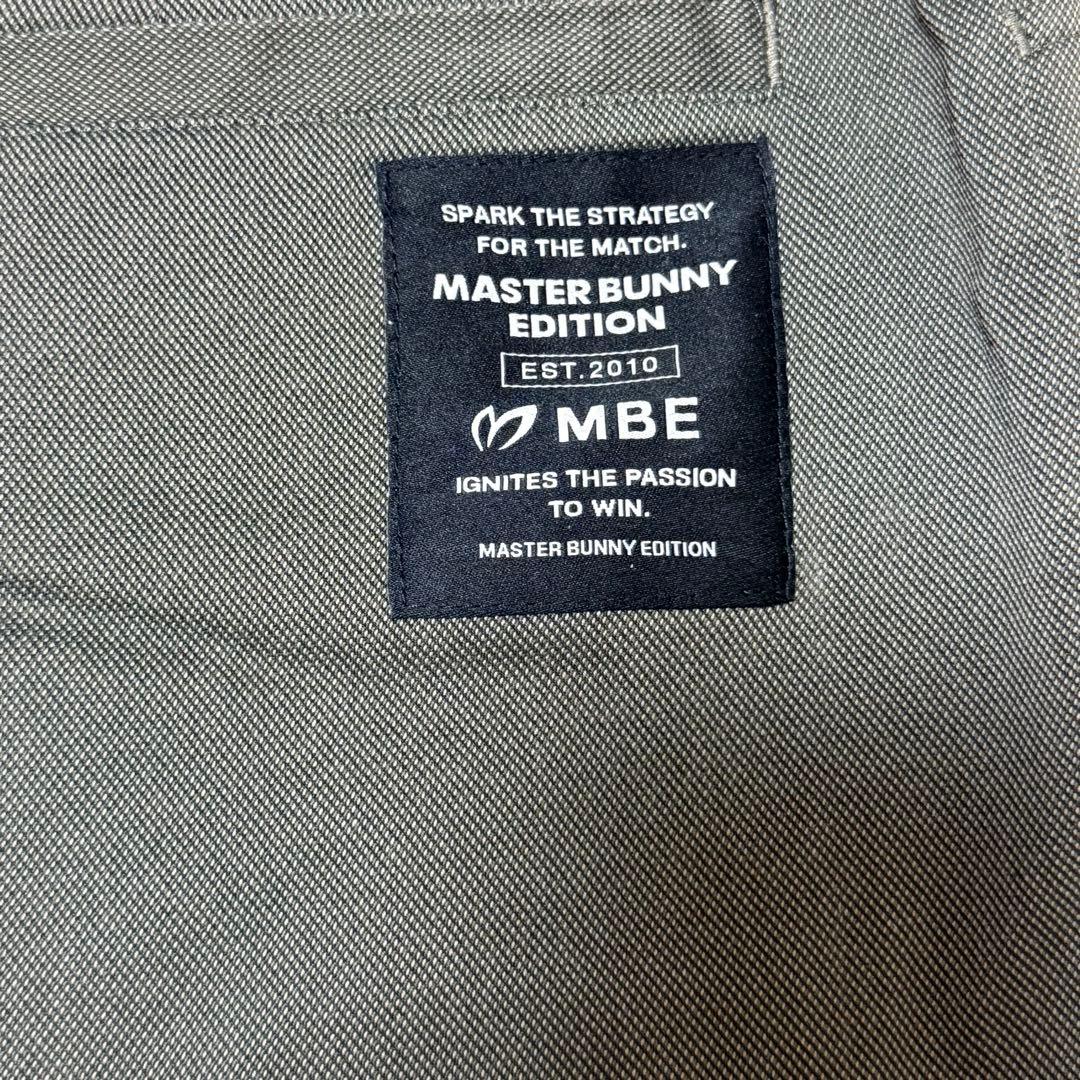 SPARK THE STRATEGY
FOR THE MATCH.
MASTER BUNNY
EDITION
EST.2010
MBE
IGNITES THE PASSION
TO WIN.
MASTER BUNNY EDITION